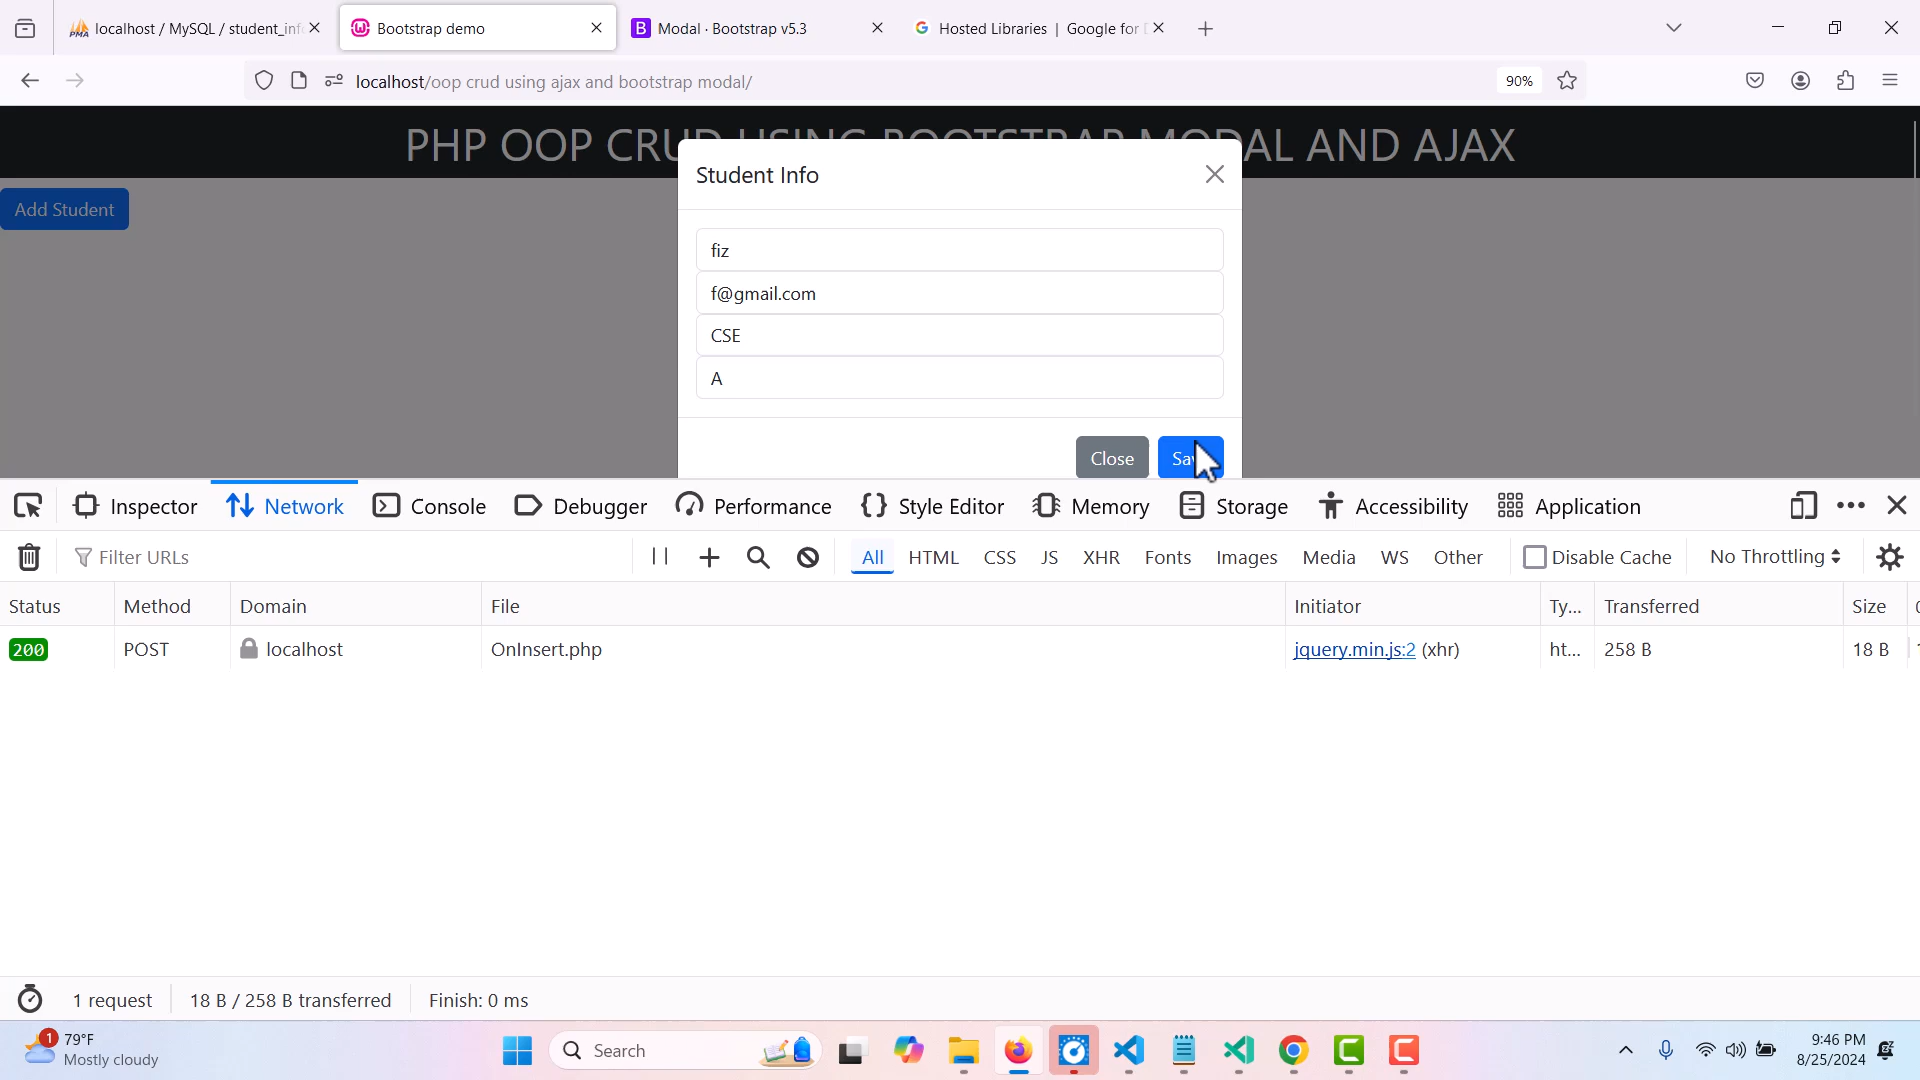 localhost / MySQL / student_inf
Bootstrap demo
Modal · Bootstrap v5.3
Hosted Libraries | Google for
localhost/oop crud using ajax and bootstrap modal/
90%
PHP OOP CRUD USING BOOTSTRAP MODAL AND AJAX
Add Student
Student Info
fiz
f@gmail.com
CSE
A
Close
Inspector
Network
Console
Debugger
Performance
Style Editor
Memory
Storage
Accessibility
Application
Filter URLs
All
HTML
CSS
JS
XHR
Fonts
Images
Media
WS
Other
Disable Cache
No Throttling
Status Method Domain File Initiator Ty... Transferred Size
200 POST localhost OnInsert.php jquery.min.js:2 (xhr) ht... 258 B 18 B
1 request
18 B / 258 B transferred
Finish: 0 ms
1
79°F
Mostly cloudy
Search
9:46 PM
8/25/2024